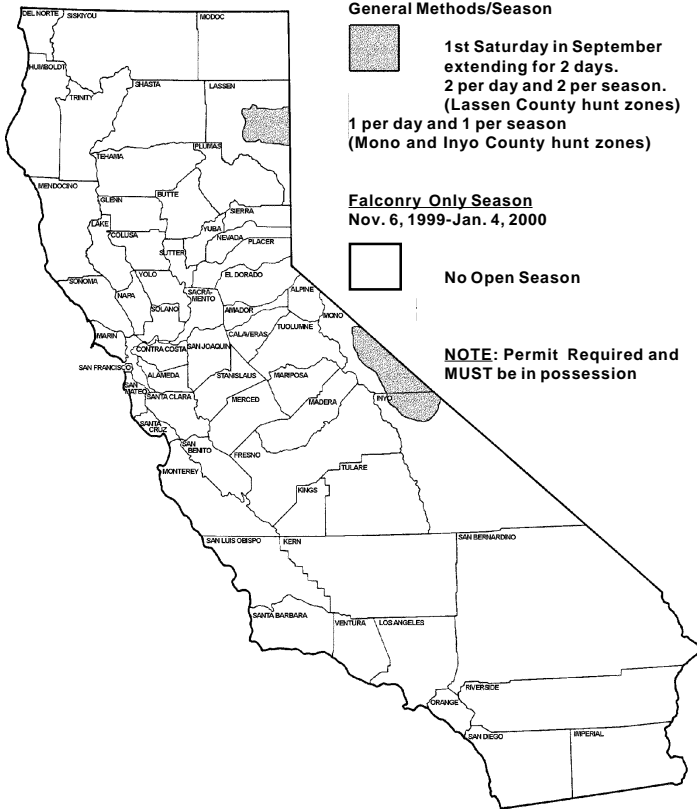 General Methods/Season
1st Saturday in September
extending for 2 days.
2 per day and 2 per season.
(Lassen County hunt zones)
1 per day and 1 per season
(Mono and Inyo County hunt zones)
Falconry Only Season
Nov. 6, 1999-Jan. 4, 2000
No Open Season
NOTE: Permit Required and
MUST be in possession
DEL NORTE
SISKIYOU
MODOC
HUMBOLDT
TRINITY
SHASTA
LASSEN
TEHAMA
PLUMAS
MENDOCINO
GLENN
BUTTE
SIERRA
LAKE
COLUSA
YUBA
NEVADA
PLACER
SUTTER
SONOMA
YOLO
EL DORADO
NAPA
SACRA-
MENTO
ALPINE
SOLANO
AMADOR
MONO
MARIN
CALAVERAS
TUOLUMNE
CONTRA COSTA
SAN JOAQUIN
SAN FRANCISCO
ALAMEDA
STANISLAUS
MARIPOSA
SAN
MATEO
SANTA CLARA
MERCED
MADERA
INYO
SANTA
CRUZ
SAN
BENITO
FRESNO
MONTEREY
TULARE
KINGS
SAN LUIS OBISPO
KERN
SAN BERNARDINO
SANTA BARBARA
VENTURA
LOS ANGELES
RIVERSIDE
ORANGE
SAN DIEGO
IMPERIAL